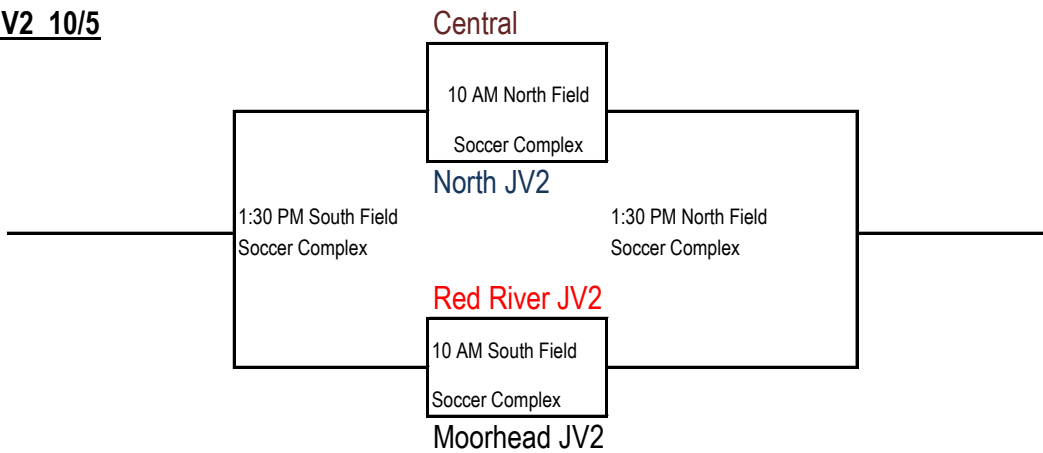 V2 10/5
Central
10 AM North Field
Soccer Complex
North JV2
1:30 PM South Field
Soccer Complex
1:30 PM North Field
Soccer Complex
Red River JV2
10 AM South Field
Soccer Complex
Moorhead JV2